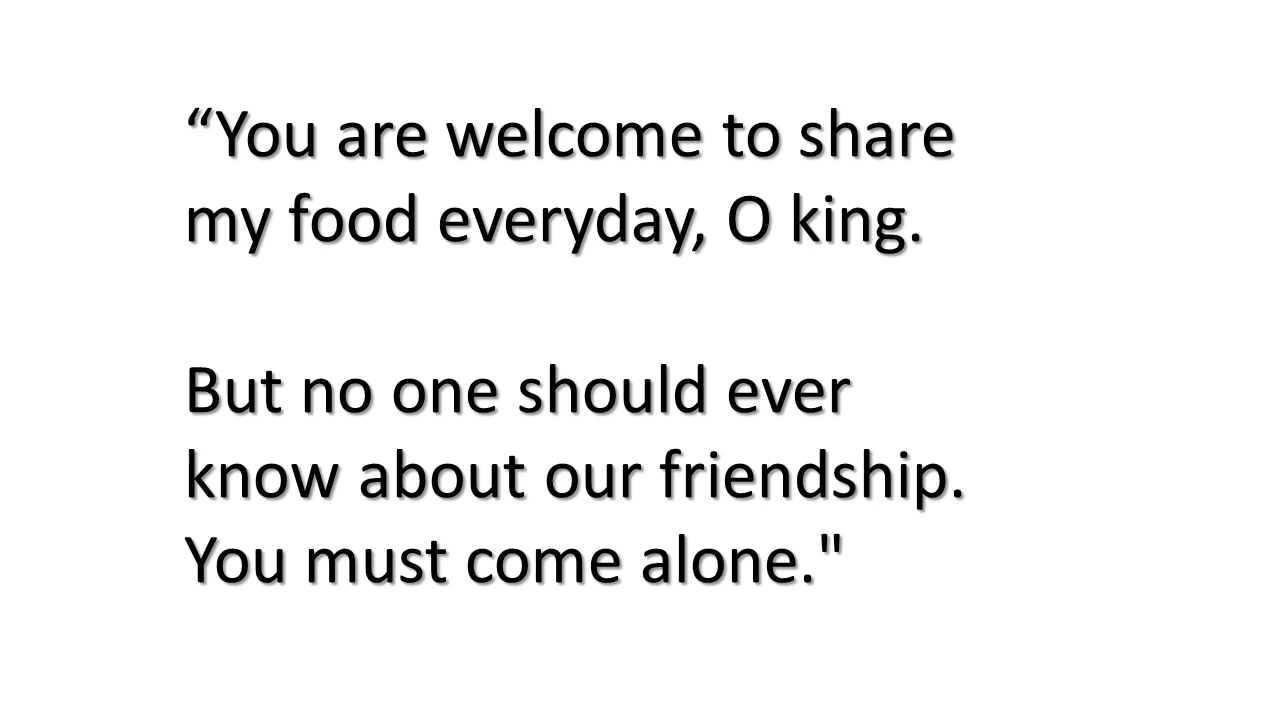 “You are welcome to share
my food everyday, O king.
But no one should ever
know about our friendship.
You must come alone."